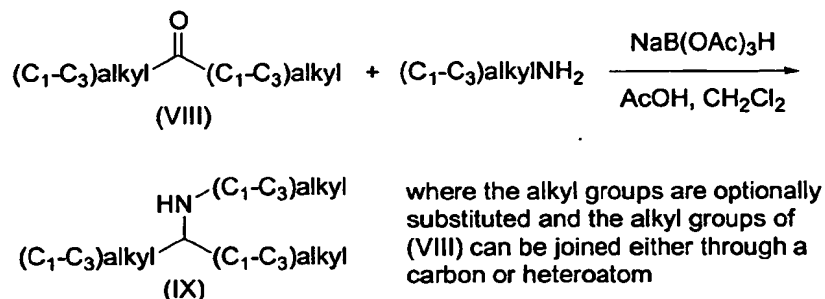 O
(C₁-C₃)alkyl (C₁-C₃)alkyl + (C₁-C₃)alkylNH₂
NaB(OAc)₃H
AcOH, CH₂Cl₂
(VIII)
HN (C₁-C₃)alkyl
(C₁-C₃)alkyl (C₁-C₃)alkyl
(IX)
where the alkyl groups are optionally
substituted and the alkyl groups of
(VIII) can be joined either through a
carbon or heteroatom